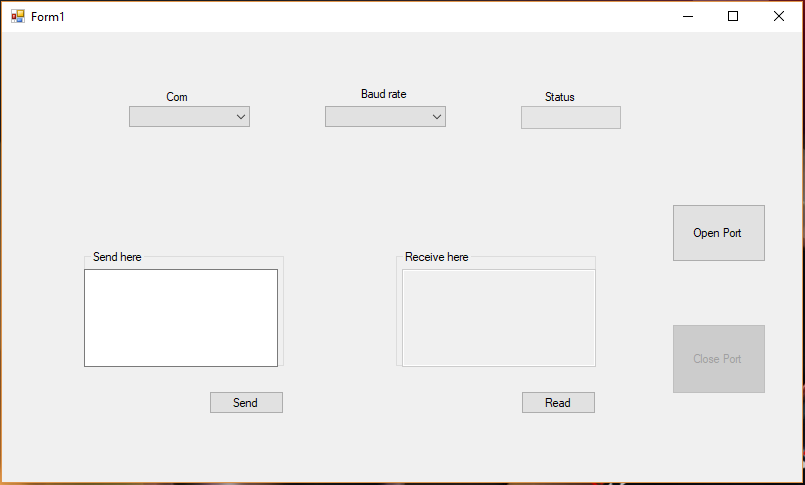 Form1
Com
Baud rate
Status
Open Port
Send here
Receive here
Close Port
Send
Read